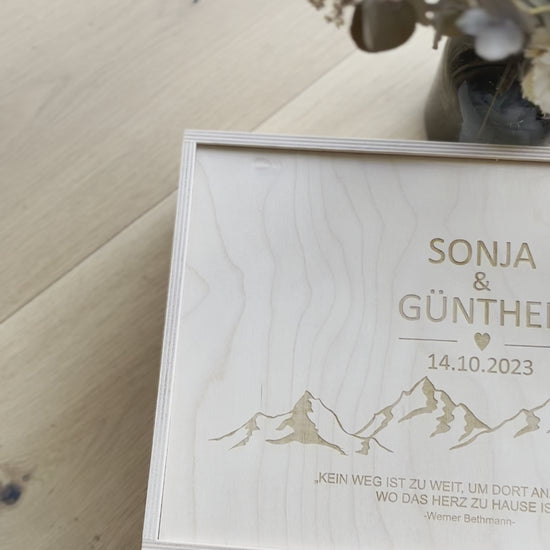 SONJA
&
GÜNTHE
14.10.2023
„KEIN WEG IST ZU WEIT, UM DORT AN
WO DAS HERZ ZU HAUSE IS
-Werner Bethmann-